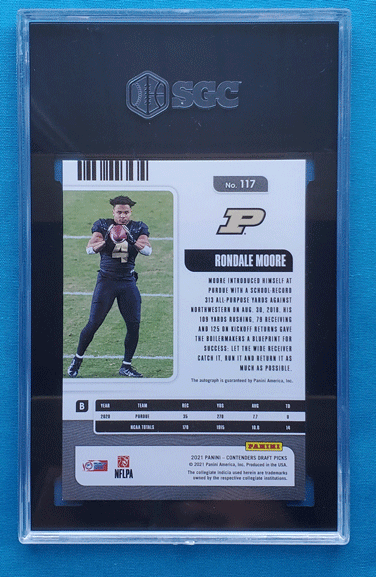 SGC
No. 117
P
RONDALE MOORE
4
MOORE INTRODUCED HIMSELF AT
PURDUE WITH A SCHOOL-RECORD
313 ALL-PURPOSE YARDS AGAINST
NORTHWESTERN ON AUG. 30, 2018. HIS
109 YARDS RUSHING, 79 RECEIVING
AND 125 ON KICKOFF RETURNS GAVE
THE BOILERMAKERS A BLUEPRINT FOR
SUCCESS: LET THE WIDE RECEIVER
CATCH IT, RUN IT AND RETURN IT AS
MUCH AS POSSIBLE.
The autograph is guaranteed by Panini America, Inc.
B
YEAR TEAM REC YDS AVG TD
2020 PURDUE 35 270 7.7 0
NCAA TOTALS 178 1915 10.8 14
PANINI
2021 PANINI – CONTENDERS DRAFT PICKS
© 2021 Panini America, Inc. Produced in the USA.
The collegiate indicia used herein are trademarks
owned by the respective collegiate institutions.
NFLPA